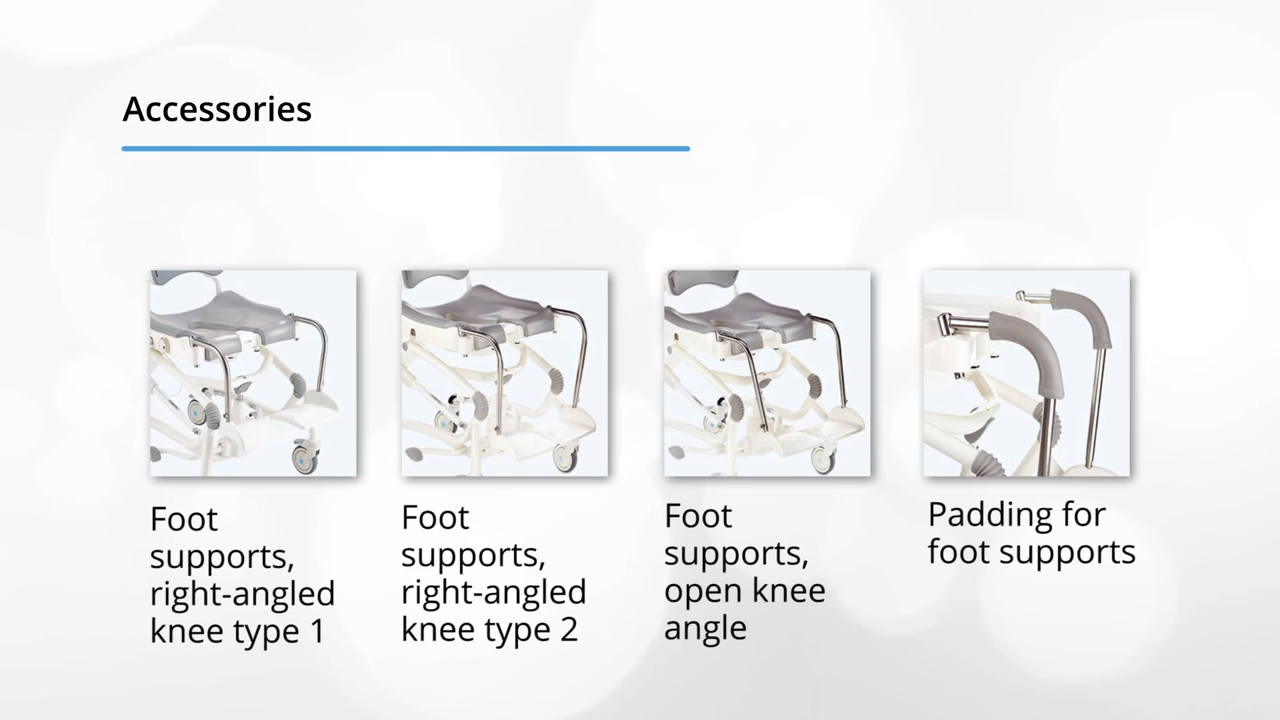 Accessories
Foot
supports,
right-angled
knee type 1
Foot
supports,
right-angled
knee type 2
Foot
supports,
open knee
angle
Padding for
foot supports